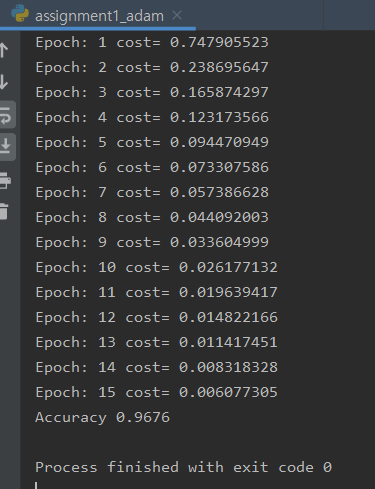 assignment1_adam
Epoch: 1 cost= 0.747905523
Epoch: 2 cost= 0.238695647
Epoch: 3 cost= 0.165874297
Epoch: 4 cost= 0.123173566
Epoch: 5 cost= 0.094470949
Epoch: 6 cost= 0.073307586
Epoch: 7 cost= 0.057386628
Epoch: 8 cost= 0.044092003
Epoch: 9 cost= 0.033604999
Epoch: 10 cost= 0.026177132
Epoch: 11 cost= 0.019639417
Epoch: 12 cost= 0.014822166
Epoch: 13 cost= 0.011417451
Epoch: 14 cost= 0.008318328
Epoch: 15 cost= 0.006077305
Accuracy 0.9676
Process finished with exit code 0